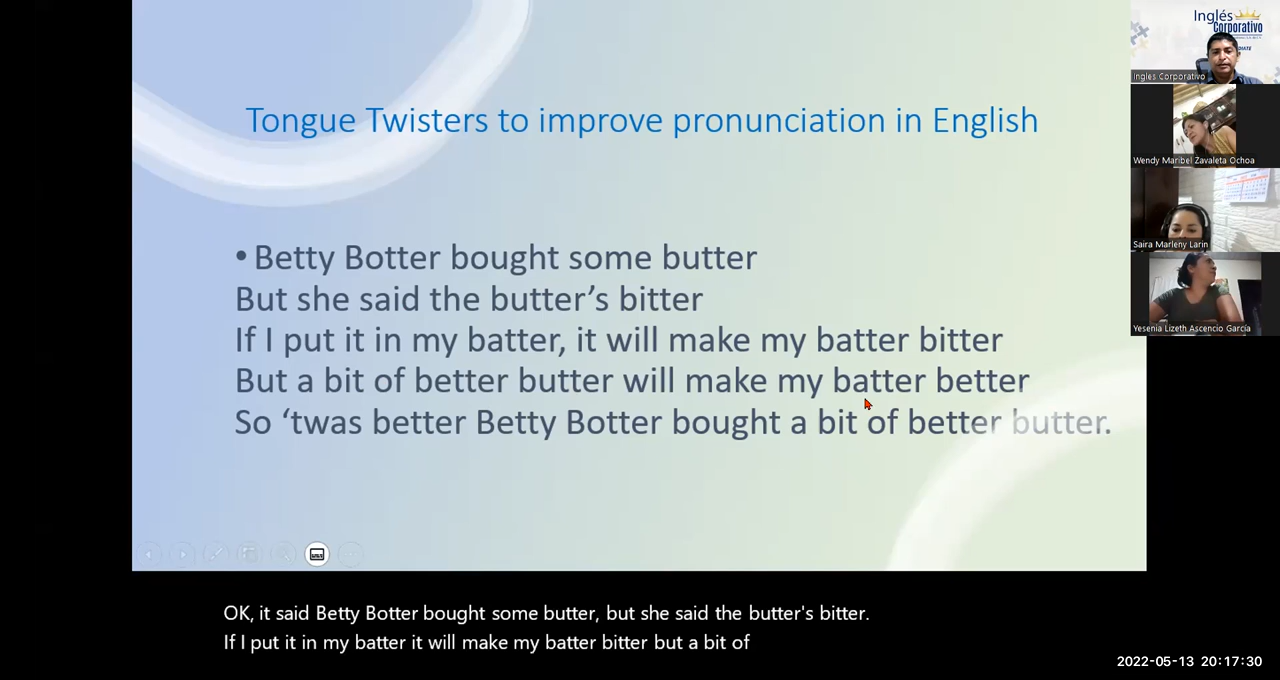 Tongue Twisters to improve pronunciation in English
• Betty Botter bought some butter
But she said the butter’s bitter
If I put it in my batter, it will make my batter bitter
But a bit of better butter will make my batter better
So ‘twas better Betty Botter bought a bit of better butter.
Inglés
Corporativo
Ingles Corporativo
Wendy Maribel Zavaleta Ochoa
Saira Marleny Larin
Yesenia Lizeth Ascencio García
OK, it said Betty Botter bought some butter, but she said the butter's bitter.
If I put it in my batter it will make my batter bitter but a bit of
2022-05-13 20:17:30